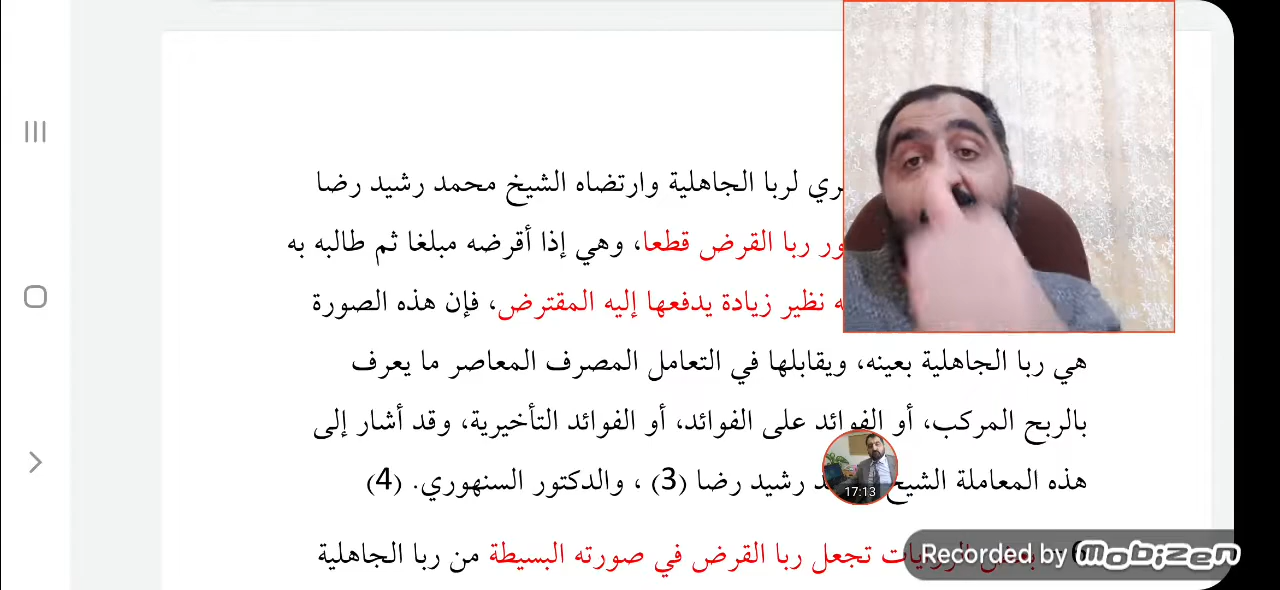 لربا الجاهلية وارتضاه الشيخ محمد رشيد رضا
ربا القرض قطعا، وهي إذا أقرضه مبلغا ثم طالبه به
نظير زيادة يدفعها إليه المقترض، فإن هذه الصورة
هي ربا الجاهلية بعينه، ويقابلها في التعامل المصرف المعاصر ما يعرف
بالربح المركب، أو الفوائد على الفوائد، أو الفوائد التأخيرية، وقد أشار إلى
هذه المعاملة الشيخ رشيد رضا (3) ، والدكتور السنهوري. (4)
17:13
تجعل ربا القرض في صورته البسيطة من ربا الجاهلية
Recorded by mobizen